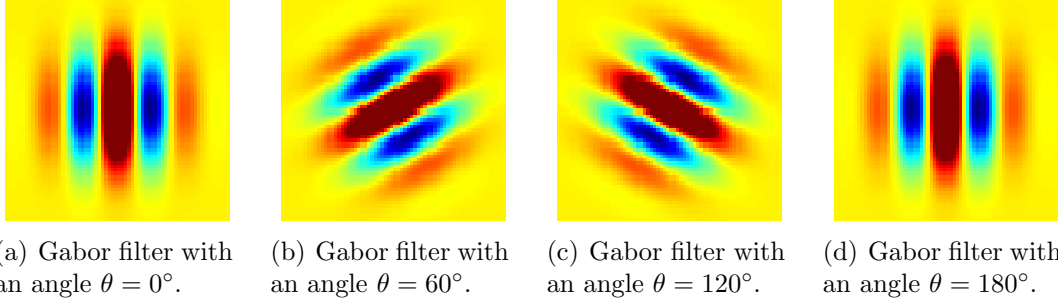 a) Gabor filter with
an angle θ = 0°.
(b) Gabor filter with
an angle θ = 60°.
(c) Gabor filter with
an angle θ = 120°.
(d) Gabor filter with
an angle θ = 180°.